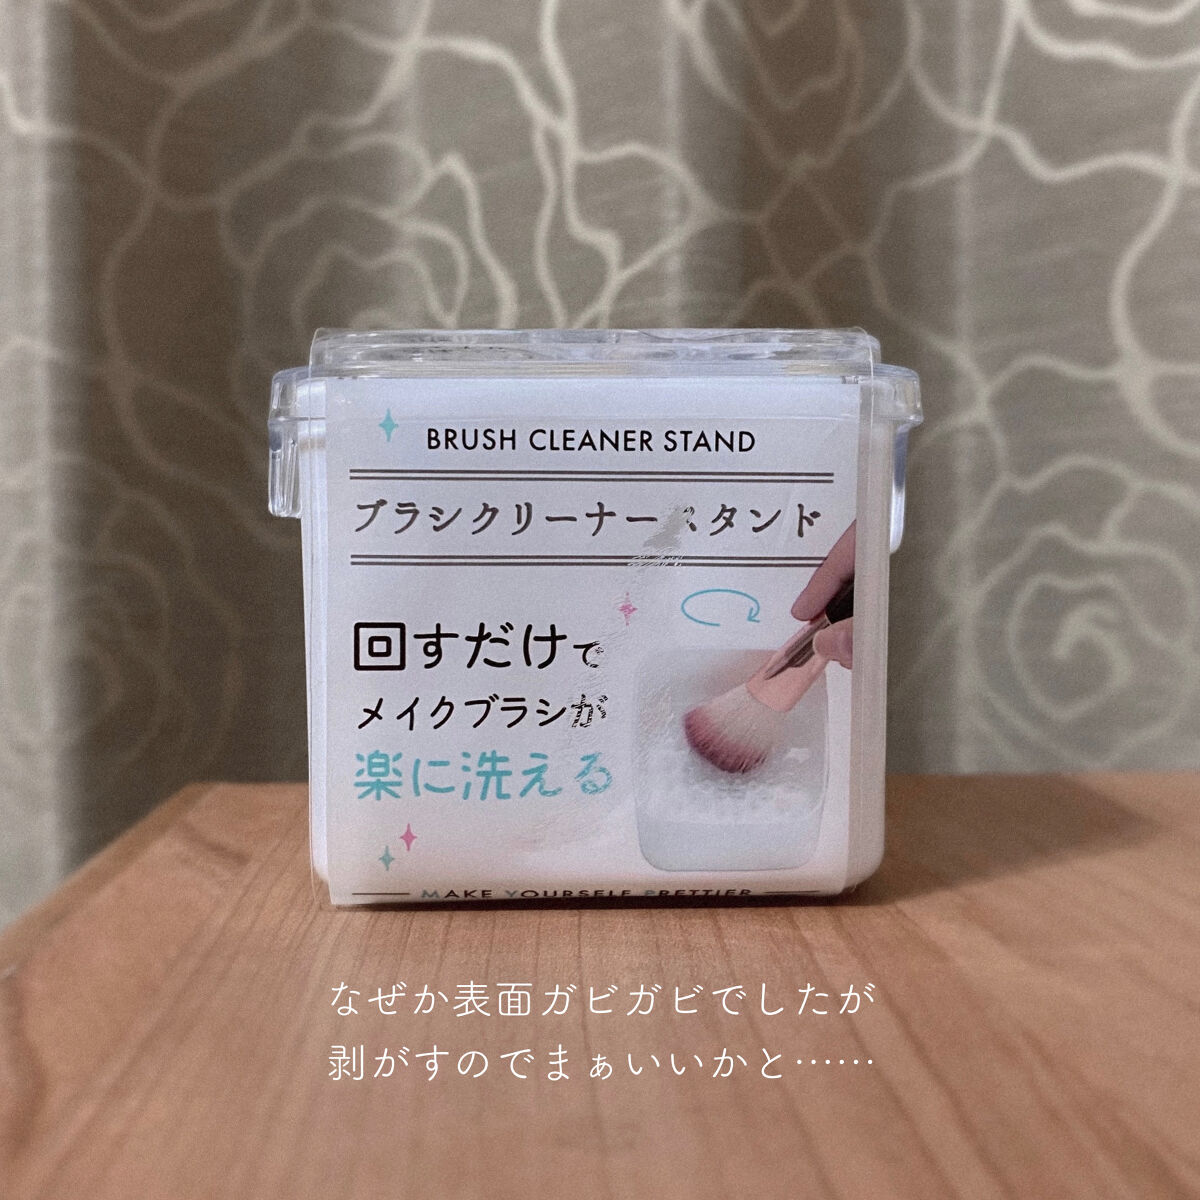 BRUSH CLEANER STAND
ブラシクリーナースタンド
回すだけで
メイクブラシが
楽に洗える
MAKE YOURSELF PRETTIER
なぜか表面ガビガビでしたが
剥がすのでまぁいいかと……